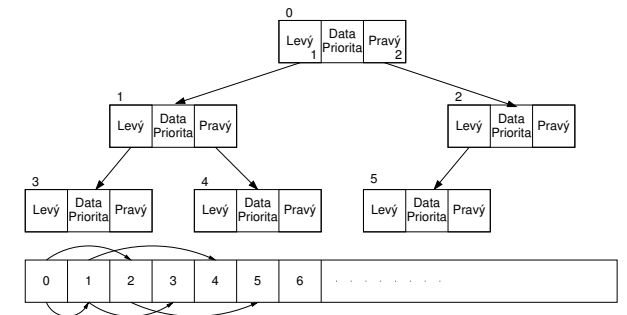 0
Levý Data Pravý
1 Priorita 2
1
Levý Data Priorita Pravý
2
Levý Data Priorita Pravý
3
Levý Data Priorita Pravý
4
Levý Data Priorita Pravý
5
Levý Data Priorita Pravý
0 1 2 3 4 5 6 . . . . . . . .